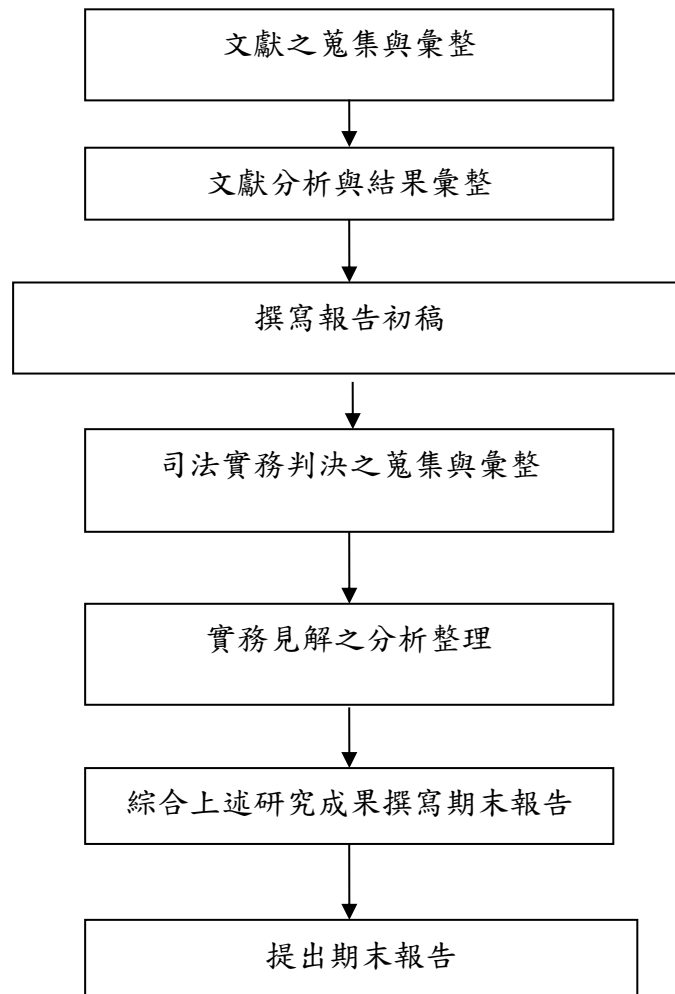 文獻之蒐集與彙整
文獻分析與結果彙整
撰寫報告初稿
司法實務判決之蒐集與彙整
實務見解之分析整理
綜合上述研究成果撰寫期末報告
提出期末報告